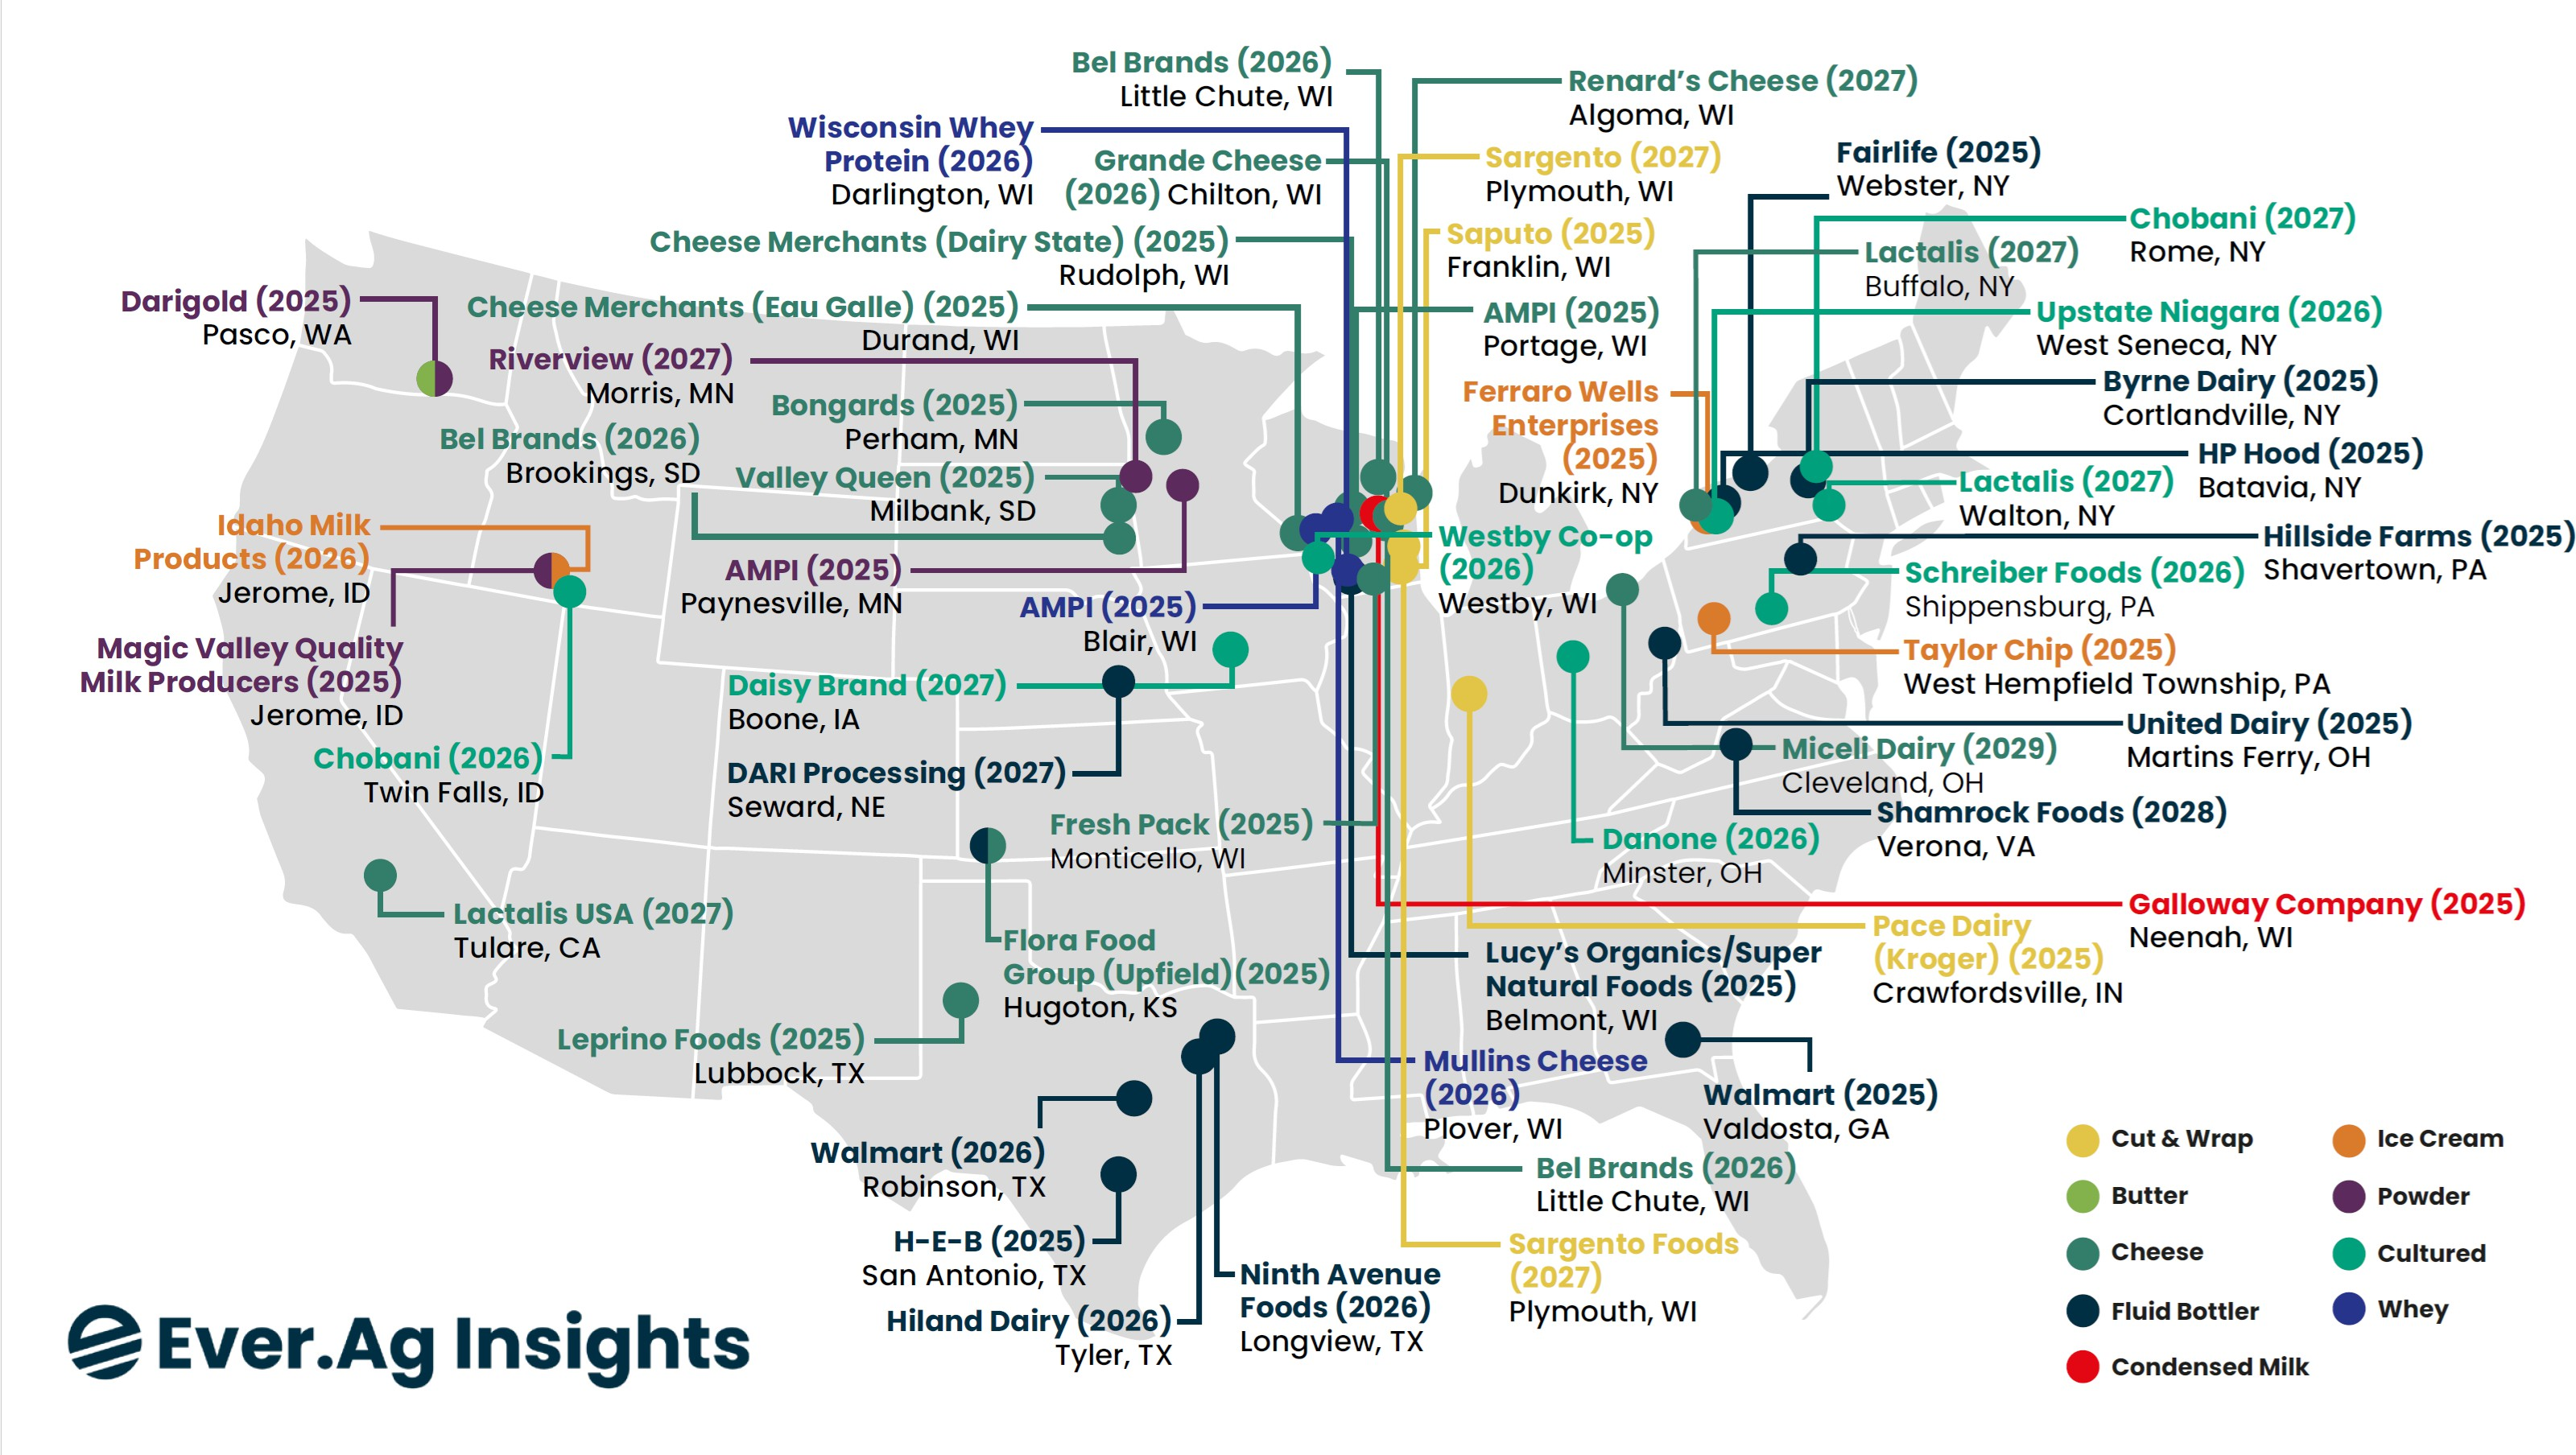 Bel Brands (2026)
Little Chute, WI
Renard's Cheese (2027)
Algoma, WI
Wisconsin Whey
Protein (2026)
Darlington, WI
Grande Cheese
(2026) Chilton, WI
Sargento (2027)
Plymouth, WI
Fairlife (2025)
Webster, NY
Cheese Merchants (Dairy State) (2025)
Rudolph, WI
Saputo (2025)
Franklin, WI
Chobani (2027)
Rome, NY
Lactalis (2027)
Buffalo, NY
Darigold (2025)
Pasco, WA
Cheese Merchants (Eau Galle) (2025)
Durand, WI
AMPI (2025)
Portage, WI
Upstate Niagara (2026)
West Seneca, NY
Riverview (2027)
Morris, MN
Bongards (2025)
Perham, MN
Ferraro Wells
Enterprises
(2025)
Dunkirk, NY
Byrne Dairy (2025)
Cortlandville, NY
Bel Brands (2026)
Brookings, SD
Valley Queen (2025)
Milbank, SD
HP Hood (2025)
Batavia, NY
Lactalis (2027)
Walton, NY
Idaho Milk
Products (2026)
Jerome, ID
AMPI (2025)
Paynesville, MN
Westby Co-op
(2026)
Westby, WI
Hillside Farms (2025)
Shavertown, PA
Schreiber Foods (2026)
Shippensburg, PA
AMPI (2025)
Blair, WI
Magic Valley Quality
Milk Producers (2025)
Jerome, ID
Taylor Chip (2025)
West Hempfield Township, PA
Daisy Brand (2027)
Boone, IA
United Dairy (2025)
Martins Ferry, OH
Chobani (2026)
Twin Falls, ID
DARI Processing (2027)
Seward, NE
Miceli Dairy (2029)
Cleveland, OH
Fresh Pack (2025)
Monticello, WI
Danone (2026)
Minster, OH
Shamrock Foods (2028)
Verona, VA
Lactalis USA (2027)
Tulare, CA
Galloway Company (2025)
Neenah, WI
Flora Food
Group (Upfield)(2025)
Hugoton, KS
Pace Dairy
(Kroger) (2025)
Crawfordsville, IN
Lucy's Organics/Super
Natural Foods (2025)
Belmont, WI
Leprino Foods (2025)
Lubbock, TX
Mullins Cheese
(2026)
Plover, WI
Walmart (2025)
Valdosta, GA
Walmart (2026)
Robinson, TX
Bel Brands (2026)
Little Chute, WI
H-E-B (2025)
San Antonio, TX
Sargento Foods
(2027)
Plymouth, WI
Ninth Avenue
Foods (2026)
Longview, TX
Hiland Dairy (2026)
Tyler, TX
Cut & Wrap
Ice Cream
Butter
Powder
Cheese
Cultured
Fluid Bottler
Whey
Condensed Milk
Ever.Ag Insights